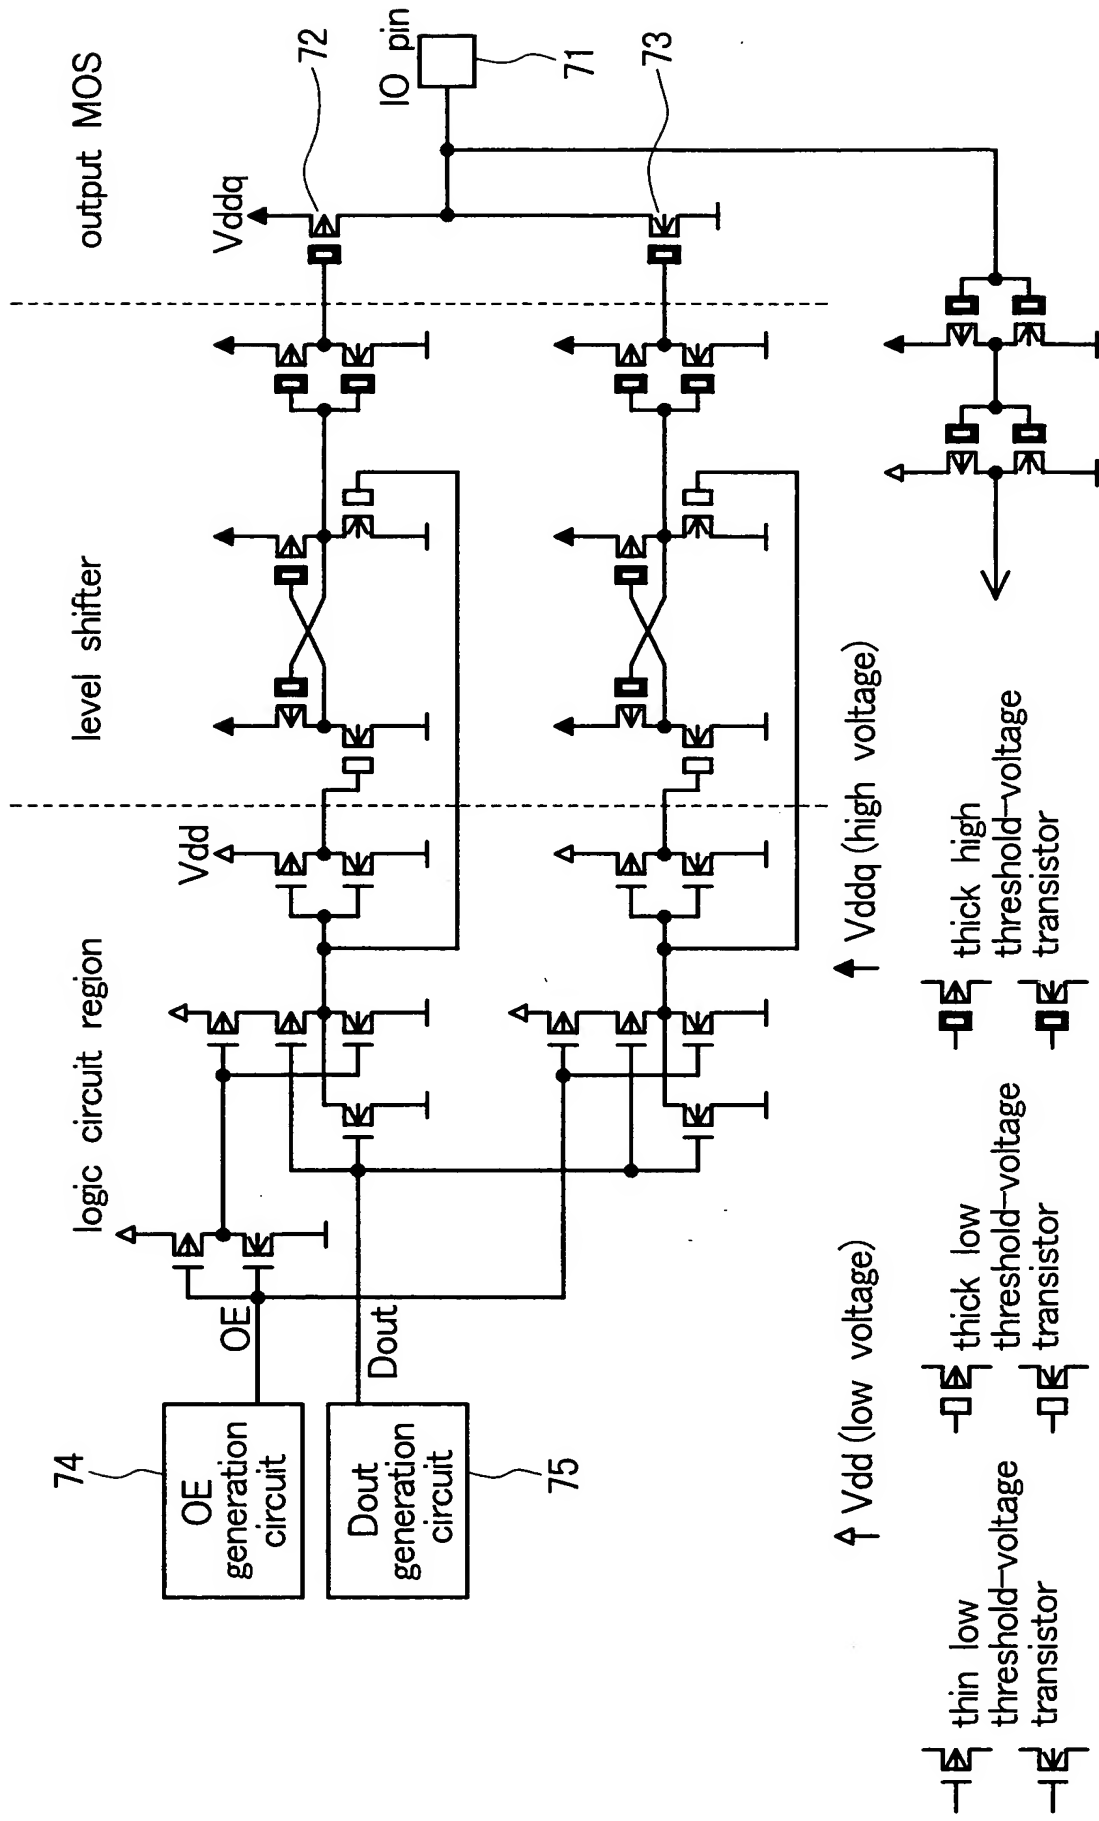 logic circuit region
level shifter
output MOS
Vdd
Vddq
72
IO pin
71
73
74
OE
generation
circuit
OE
Dout
generation
circuit
75
Dout
Vdd (low voltage)
Vddq (high voltage)
thin low
threshold-voltage
transistor
thick low
threshold-voltage
transistor
thick high
threshold-voltage
transistor